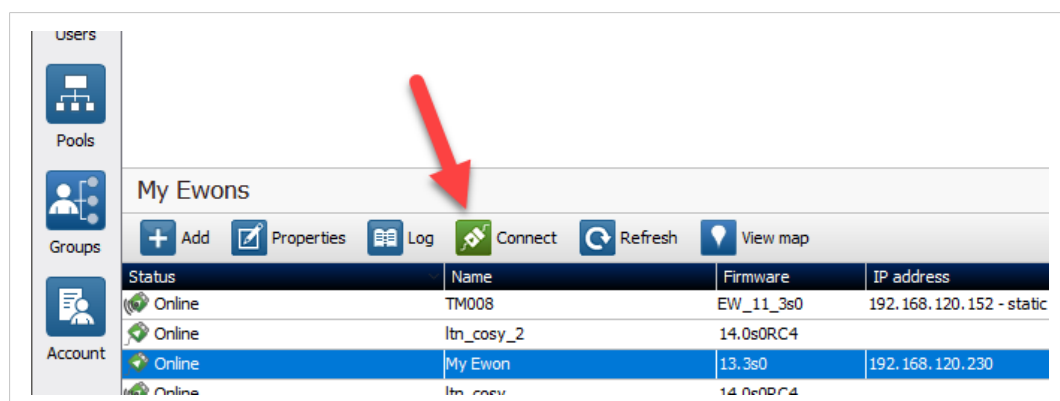 Users
Pools
Groups
Account
My Ewons
Add Properties Log Connect Refresh View map
Status Name Firmware IP address
Online TM008 EW_11_3s0 192.168.120.152 - static
Online ltn_cosy_2 14.0s0RC4
Online My Ewon 13.3s0 192.168.120.230
Online ltn_cosy 14.0s0RC4